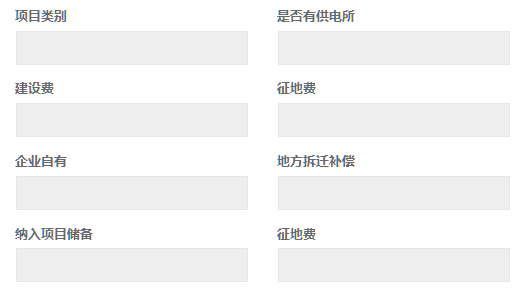 项目类别
是否有供电所
建设费
征地费
企业自有
地方拆迁补偿
纳入项目储备
征地费